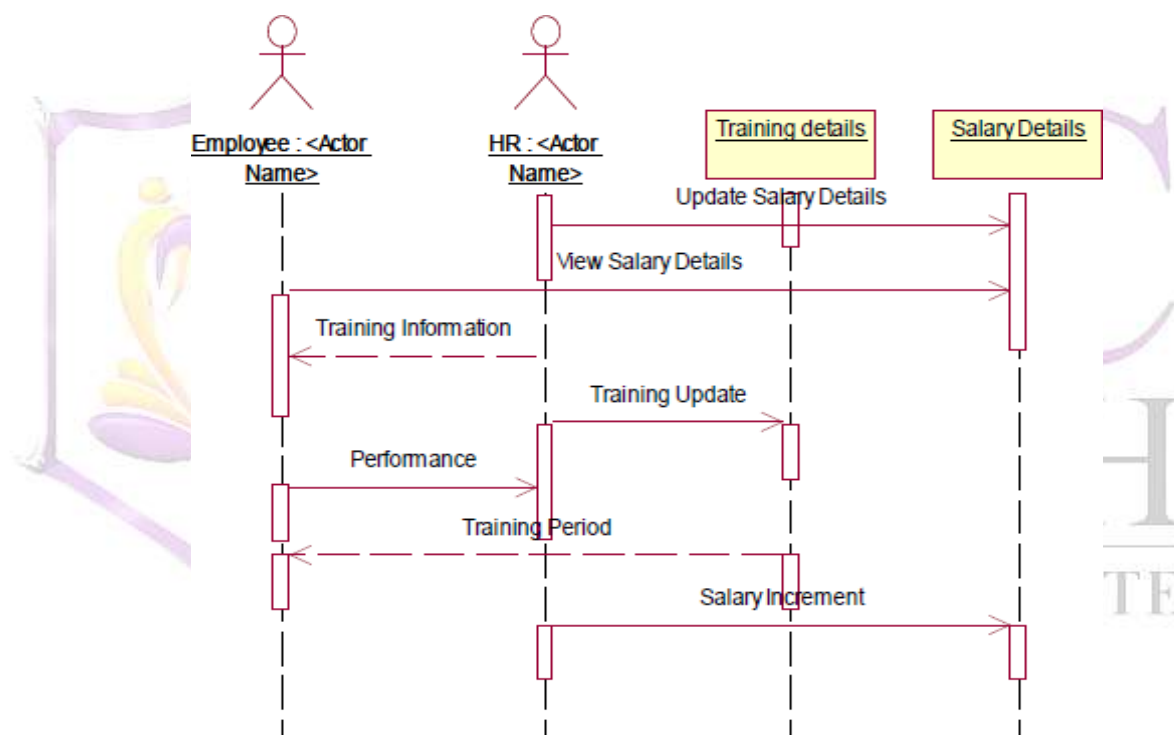 Employee : <Actor
Name>
HR : <Actor
Name>
Training details
Salary Details
Update Salary Details
View Salary Details
Training Information
Training Update
Performance
Training Period
Salary Increment